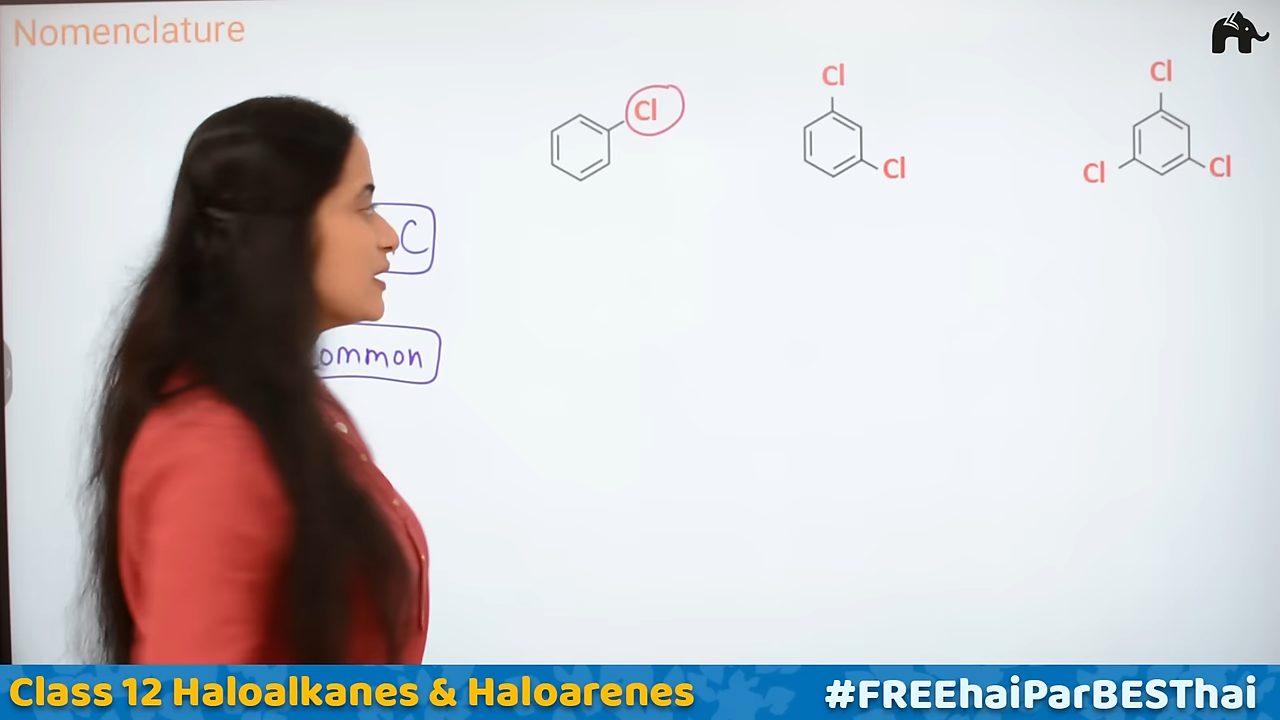 Nomenclature
Cl
Cl
Cl
Cl
Cl
Cl
C
ommon
Class 12 Haloalkanes & Haloarenes
#FREEhaiParBESThai